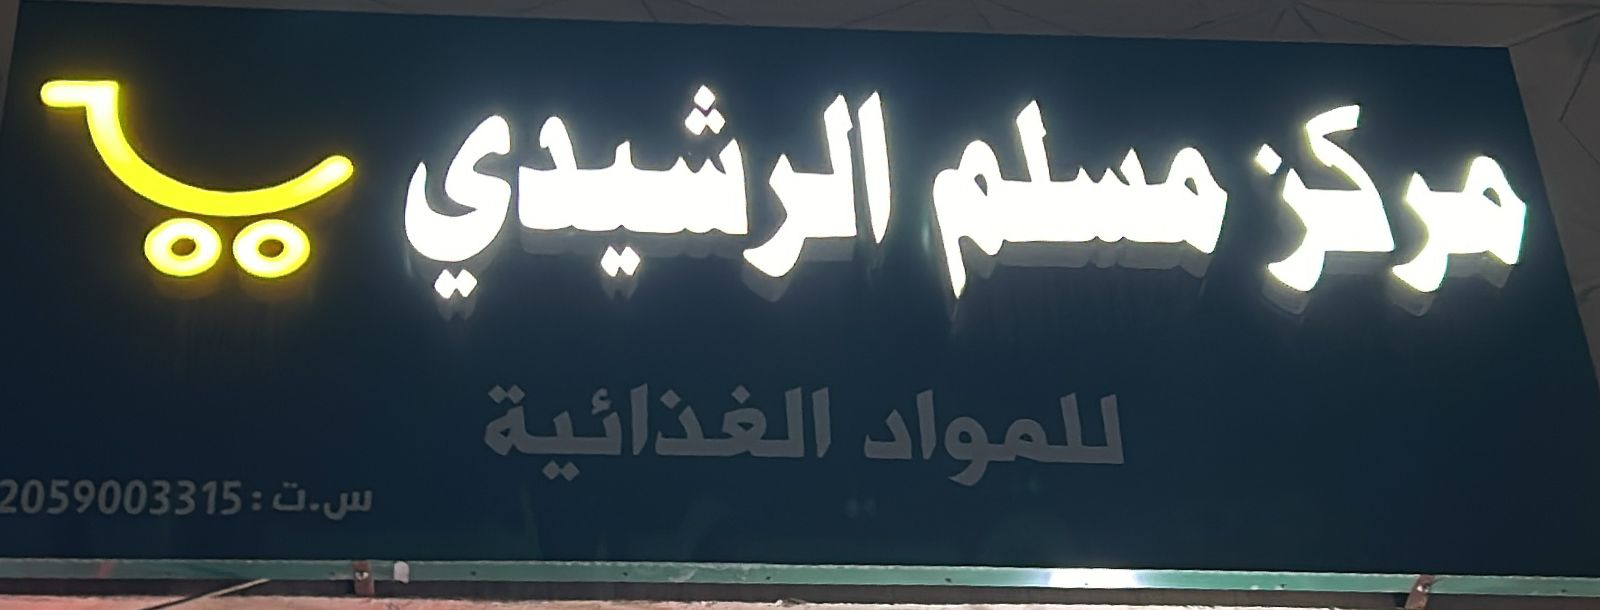 مركز مسلم الرشيدي
للمواد الغذائية
س.ت : 2059003315